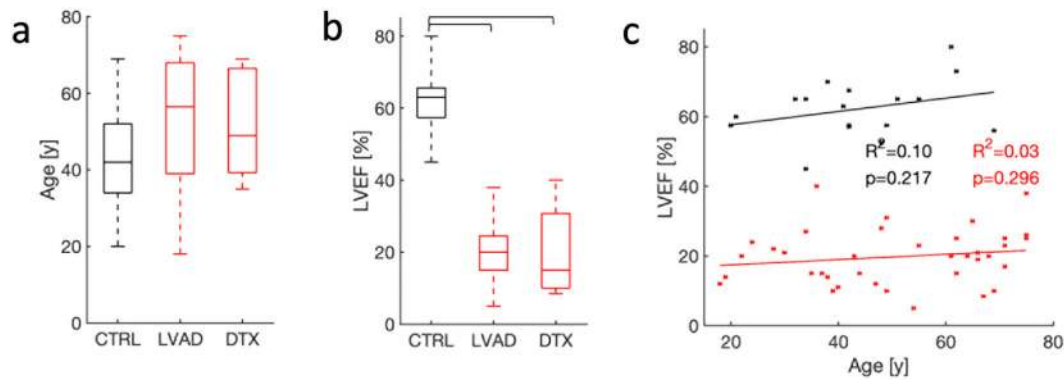 a
80
60
40
20
0
Age [y]
CTRL LVAD DTX
b
80
60
40
20
0
LVEF [%]
CTRL LVAD DTX
c
80
60
40
20
0
LVEF [%]
R²=0.10 R²=0.03
p=0.217 p=0.296
20 40 60 80
Age [y]